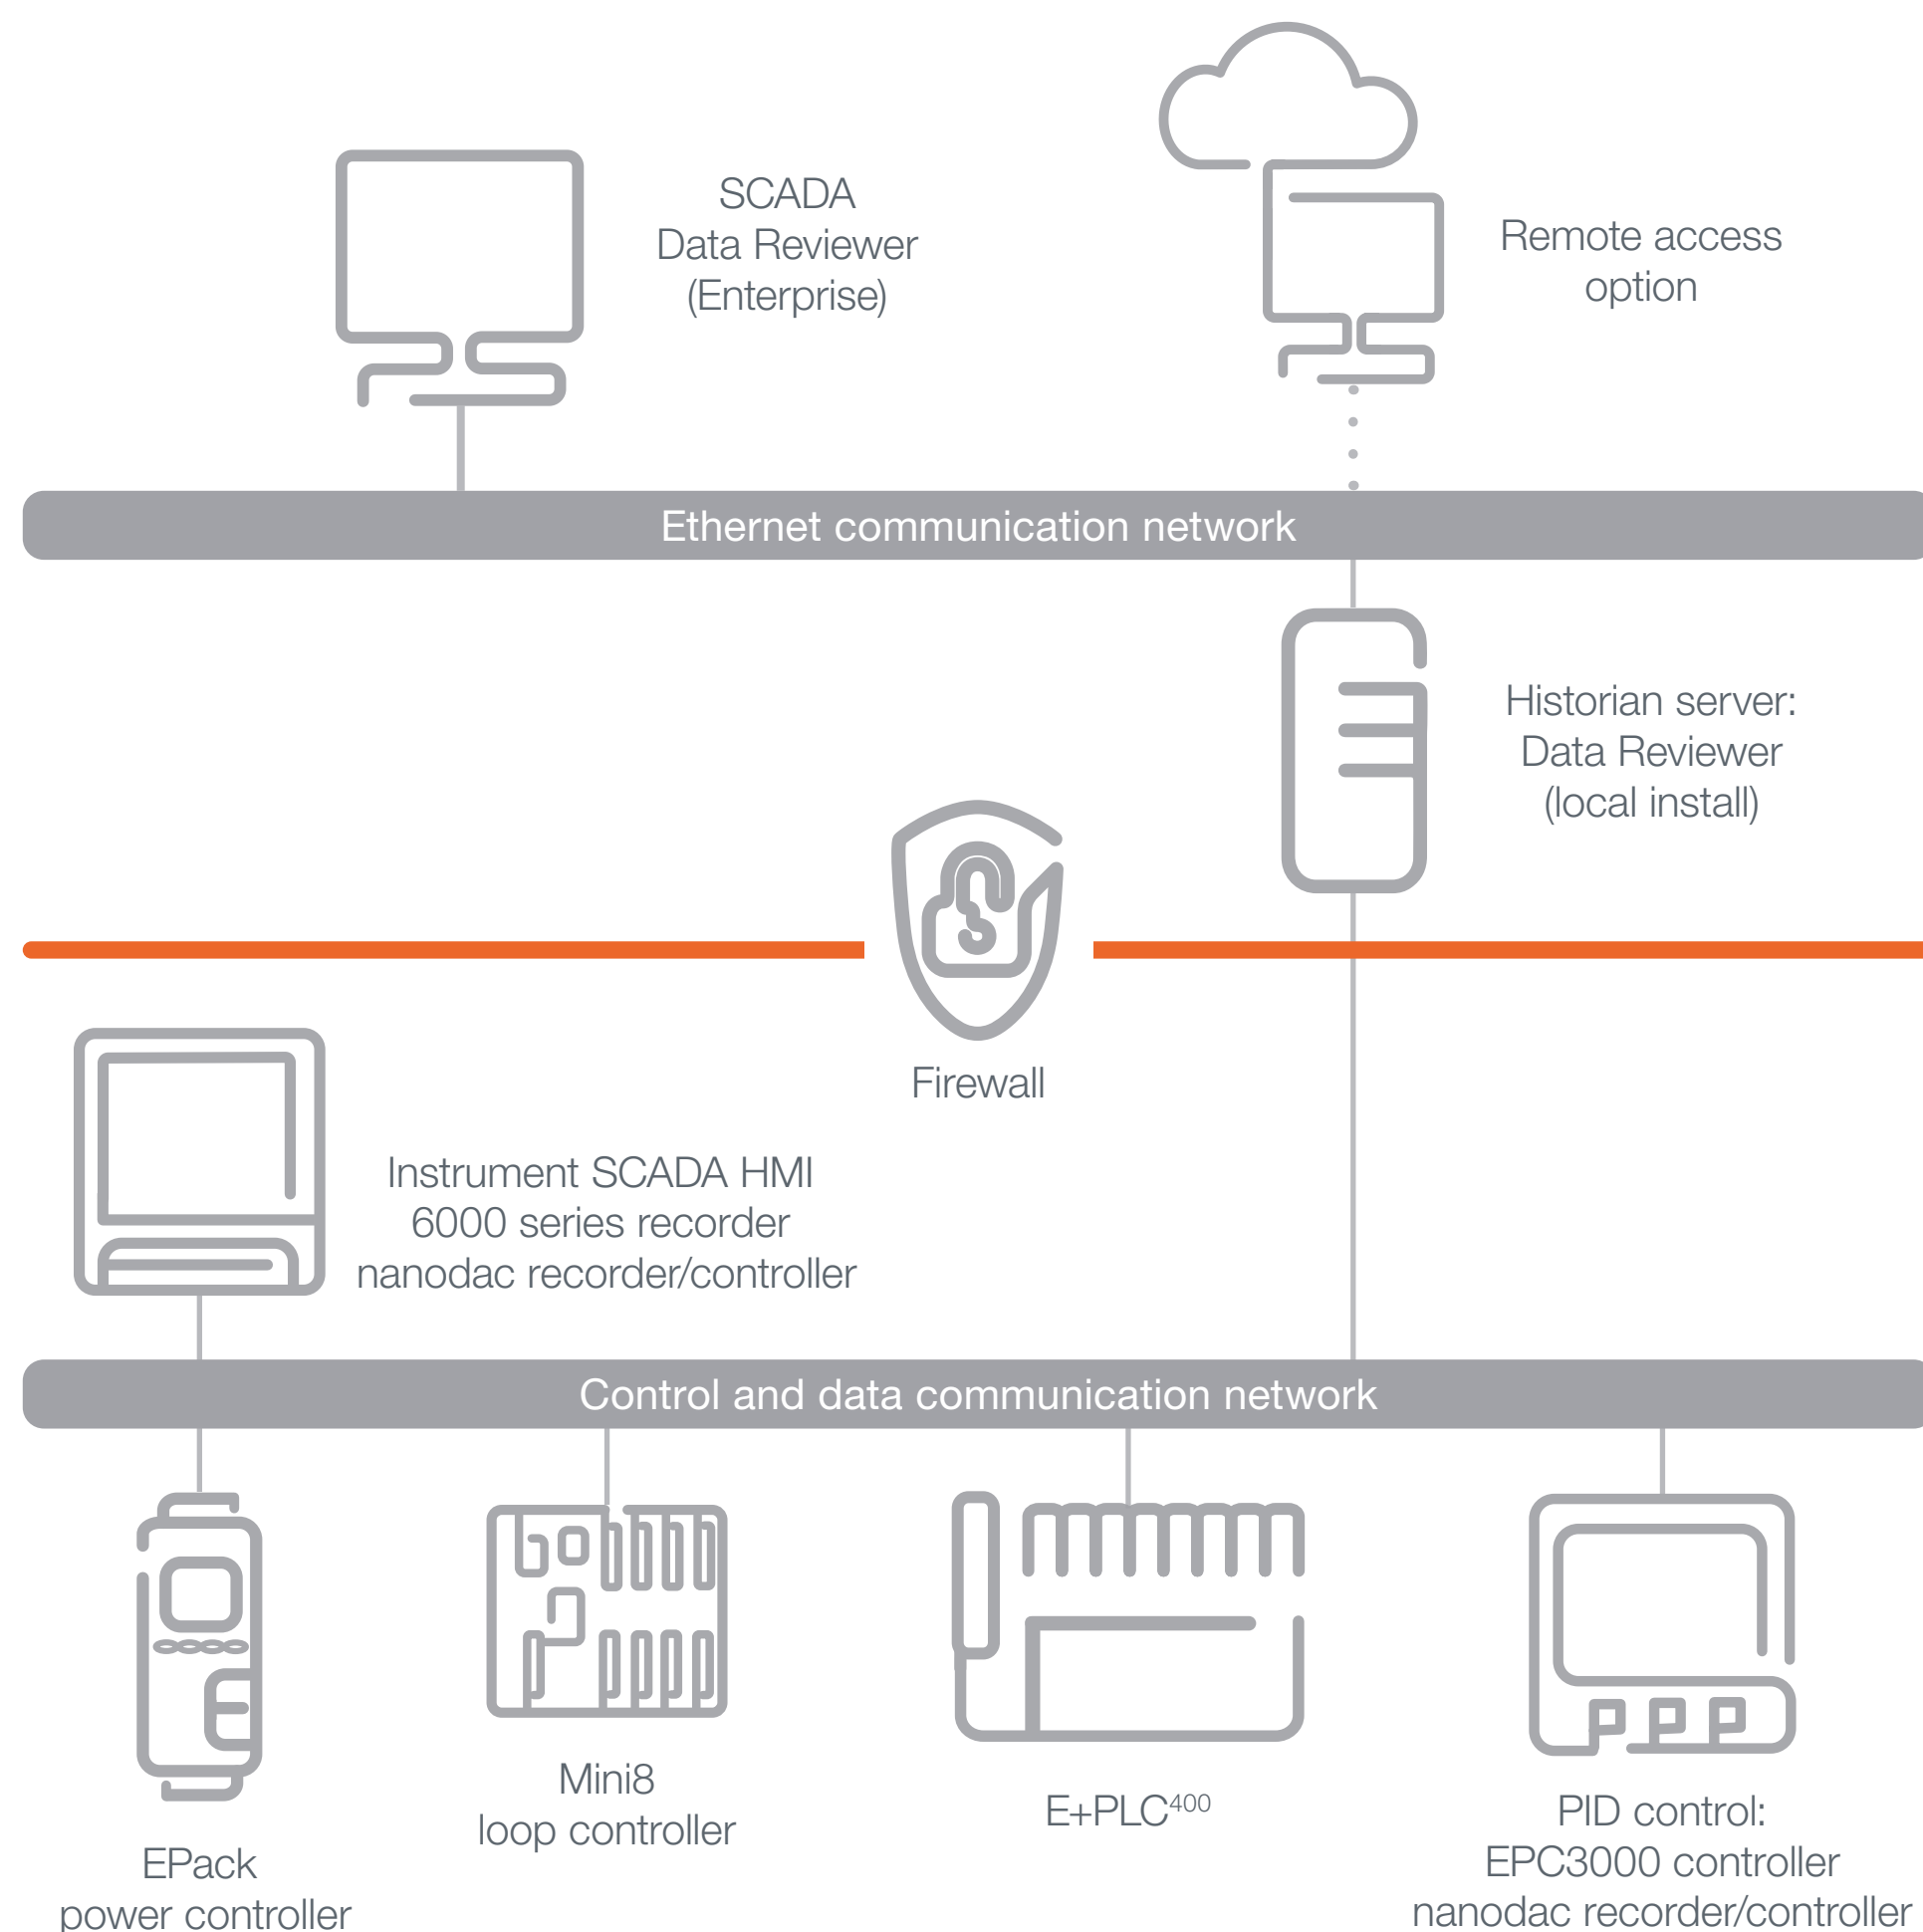 SCADA
Data Reviewer
(Enterprise)
Remote access
option
Ethernet communication network
Historian server:
Data Reviewer
(local install)
Firewall
Instrument SCADA HMI
6000 series recorder
nanodac recorder/controller
Control and data communication network
EPack
power controller
Mini8
loop controller
E+PLC⁴⁰⁰
PID control:
EPC3000 controller
nanodac recorder/controller